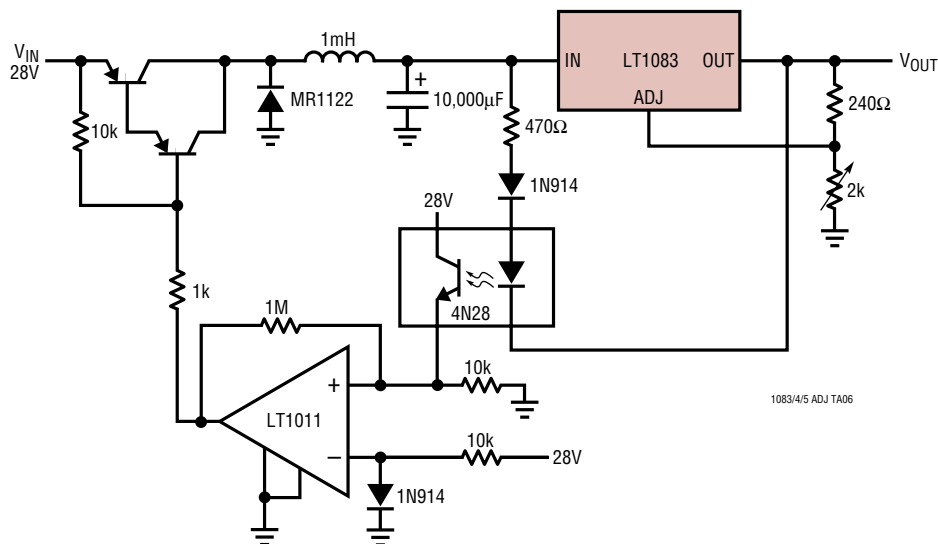 1mH
V_IN
28V
IN
LT1083
OUT
ADJ
V_OUT
MR1122
+
10,000μF
240Ω
10k
470Ω
1N914
2k
28V
4N28
1k
1M
+
10k
LT1011
1083/4/5 ADJ TA06
10k
–
28V
1N914